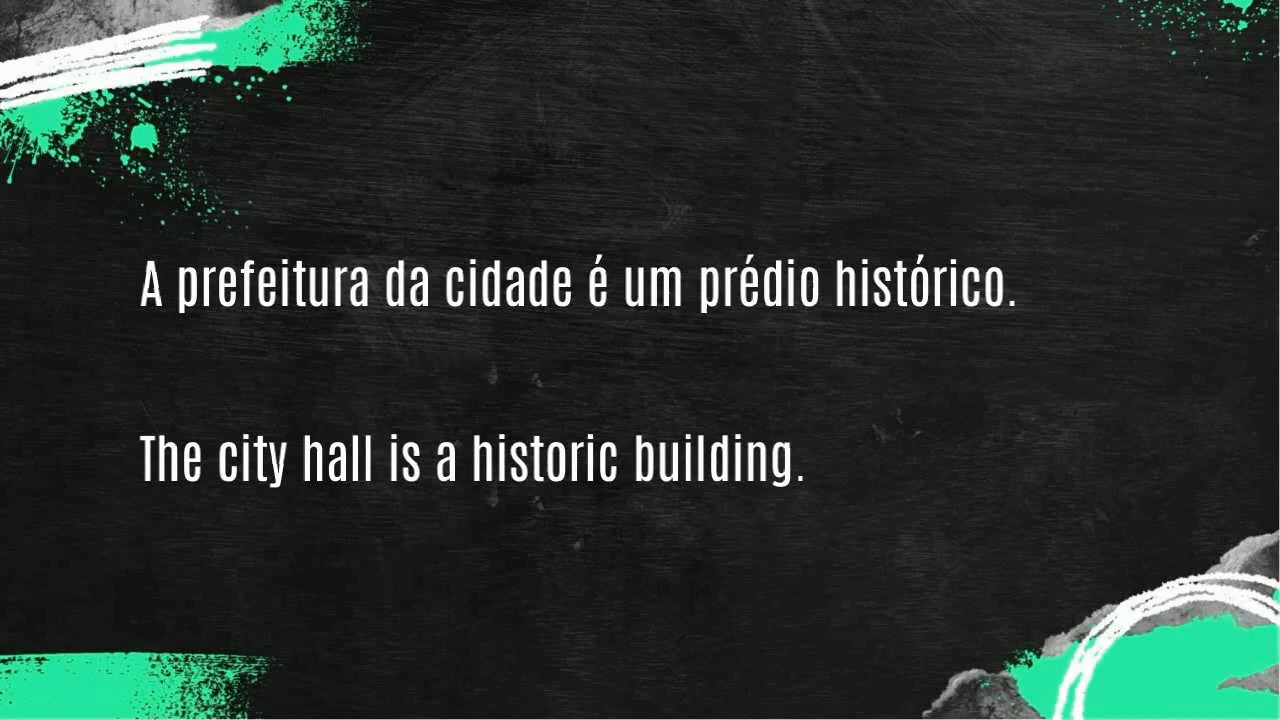 A prefeitura da cidade é um prédio histórico.
The city hall is a historic building.